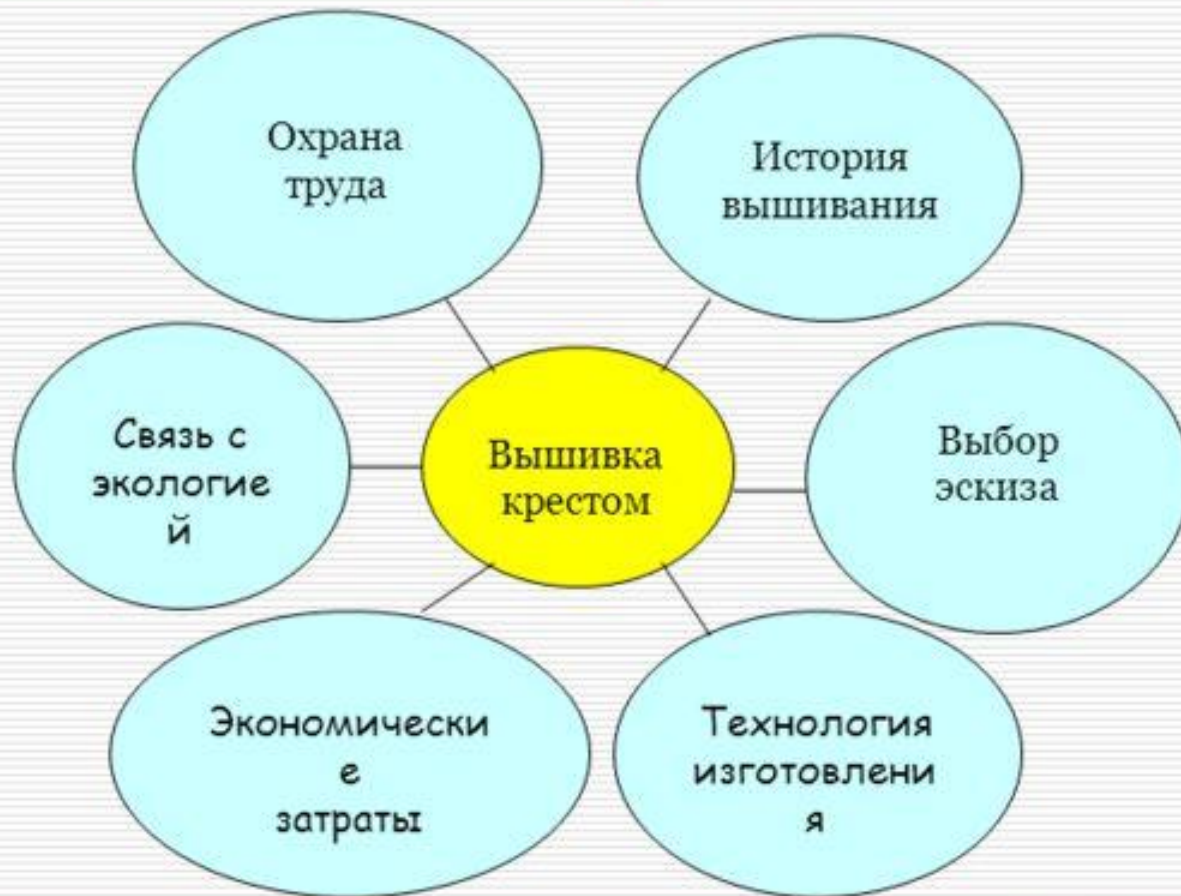 Охрана
труда
История
вышивания
Связь с
экологие
й
Вышивка
крестом
Выбор
эскиза
Экономически
е
затраты
Технология
изготовлени
я